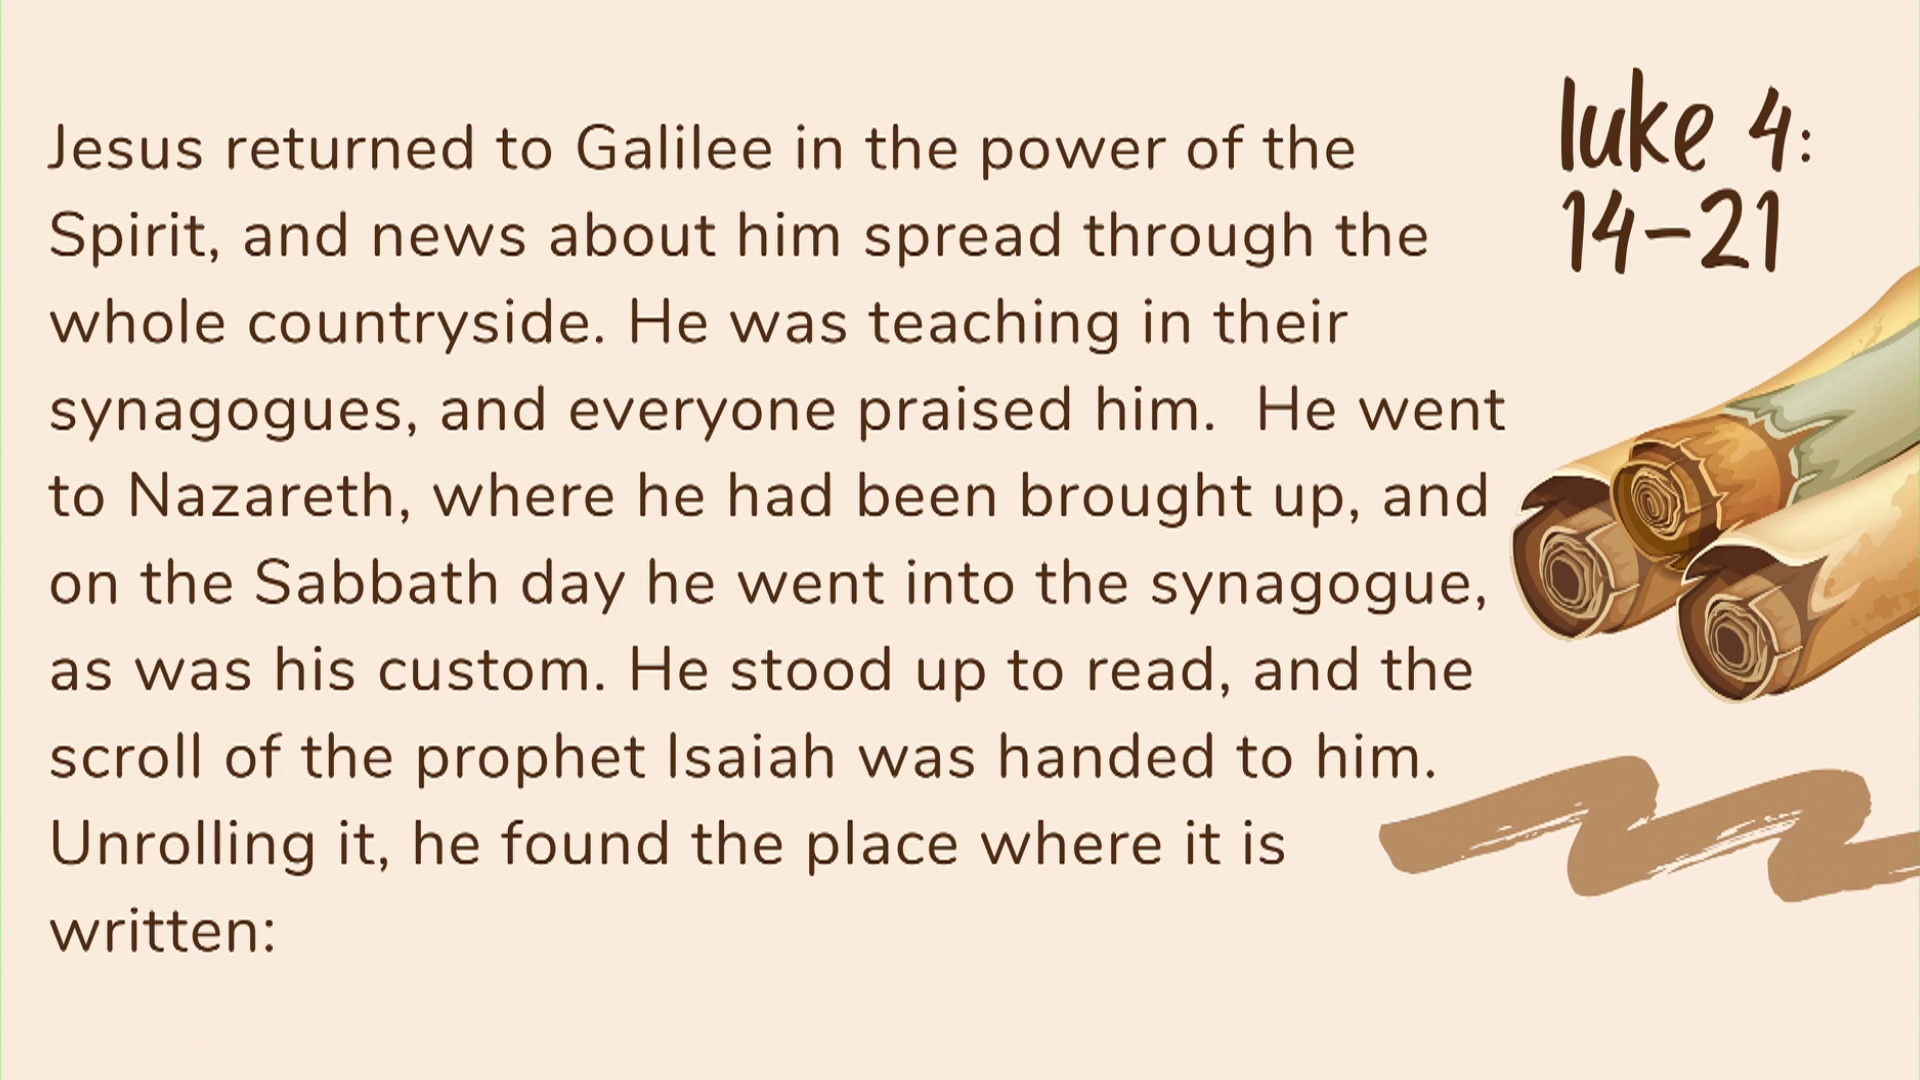 luke 4:
14-21
Jesus returned to Galilee in the power of the
Spirit, and news about him spread through the
whole countryside. He was teaching in their
synagogues, and everyone praised him.  He went
to Nazareth, where he had been brought up, and
on the Sabbath day he went into the synagogue,
as was his custom. He stood up to read, and the
scroll of the prophet Isaiah was handed to him.
Unrolling it, he found the place where it is
written: